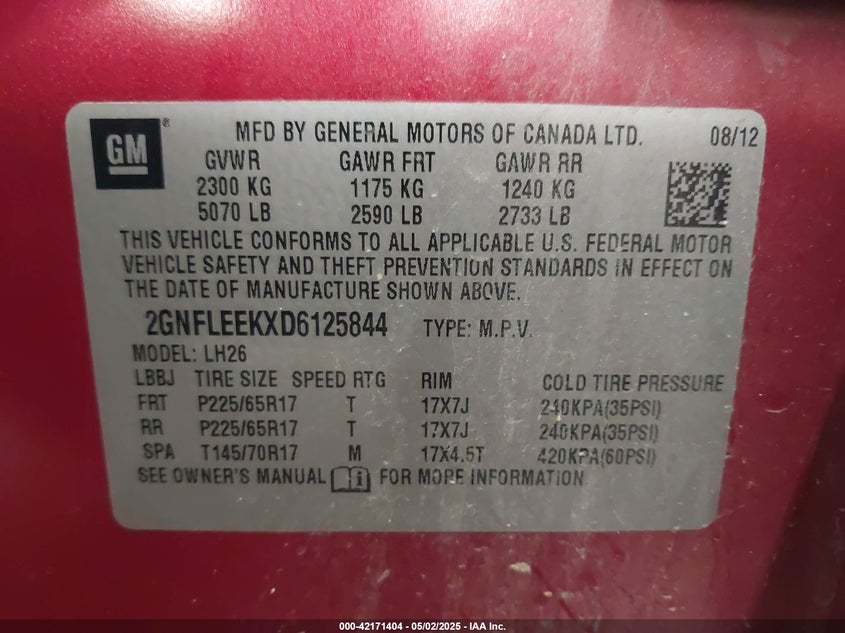 GM ®
MFD BY GENERAL MOTORS OF CANADA LTD. 08/12
GVWR GAWR FRT GAWR RR
2300 KG 1175 KG 1240 KG
5070 LB 2590 LB 2733 LB
THIS VEHICLE CONFORMS TO ALL APPLICABLE U.S. FEDERAL MOTOR
VEHICLE SAFETY AND THEFT PREVENTION STANDARDS IN EFFECT ON
THE DATE OF MANUFACTURE SHOWN ABOVE.
2GNFLEEKXD6125844 TYPE: M.P.V.
MODEL: LH26
LBBJ TIRE SIZE SPEED RTG RIM COLD TIRE PRESSURE
FRT P225/65R17 T 17X7J 240KPA(35PSI)
RR P225/65R17 T 17X7J 240KPA(35PSI)
SPA T145/70R17 M 17X4.5T 420KPA(60PSI)
SEE OWNER'S MANUAL FOR MORE INFORMATION
000-42171404 - 05/02/2025 - IAA Inc.